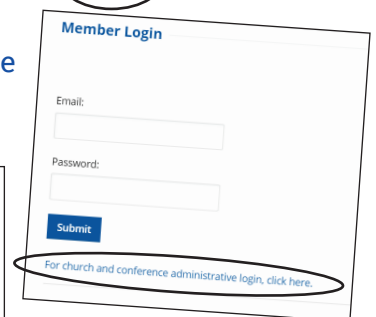 Member Login
e
Email:
Password:
Submit
For church and conference administrative login, click here.